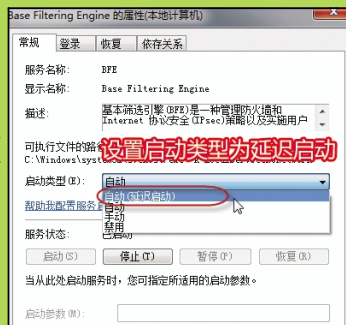 Base Filtering Engine 的属性(本地计算机)
常规 登录 恢复 依存关系
服务名称: BFE
显示名称: Base Filtering Engine
描述: 基本筛选引擎(BFE)是一种管理防火墙和
Internet 协议安全(IPsec)策略以及实施用户
可执行文件的路
设置启动类型为延迟启动
C:\Windows\syst
启动类型(E): 自动
自动(延迟启动)
帮助我配置服务 自动
手动
禁用
服务状态: 已启动
启动(S) 停止(T) 暂停(P) 恢复(R)
当从此处启动服务时,您可指定所适用的启动参数。
启动参数(M):